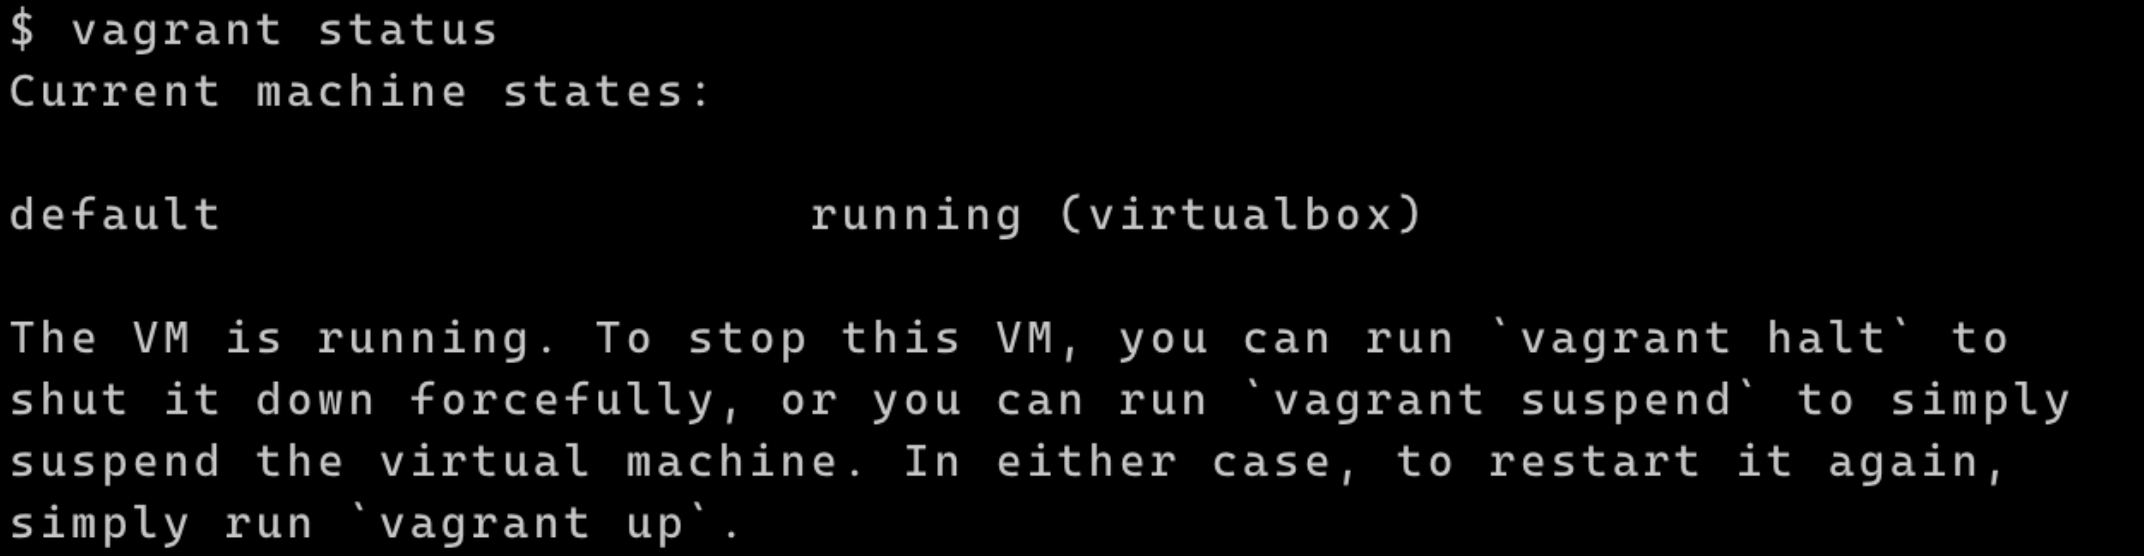 $ vagrant status
Current machine states:

default                   running (virtualbox)

The VM is running. To stop this VM, you can run `vagrant halt` to
shut it down forcefully, or you can run `vagrant suspend` to simply
suspend the virtual machine. In either case, to restart it again,
simply run `vagrant up`.